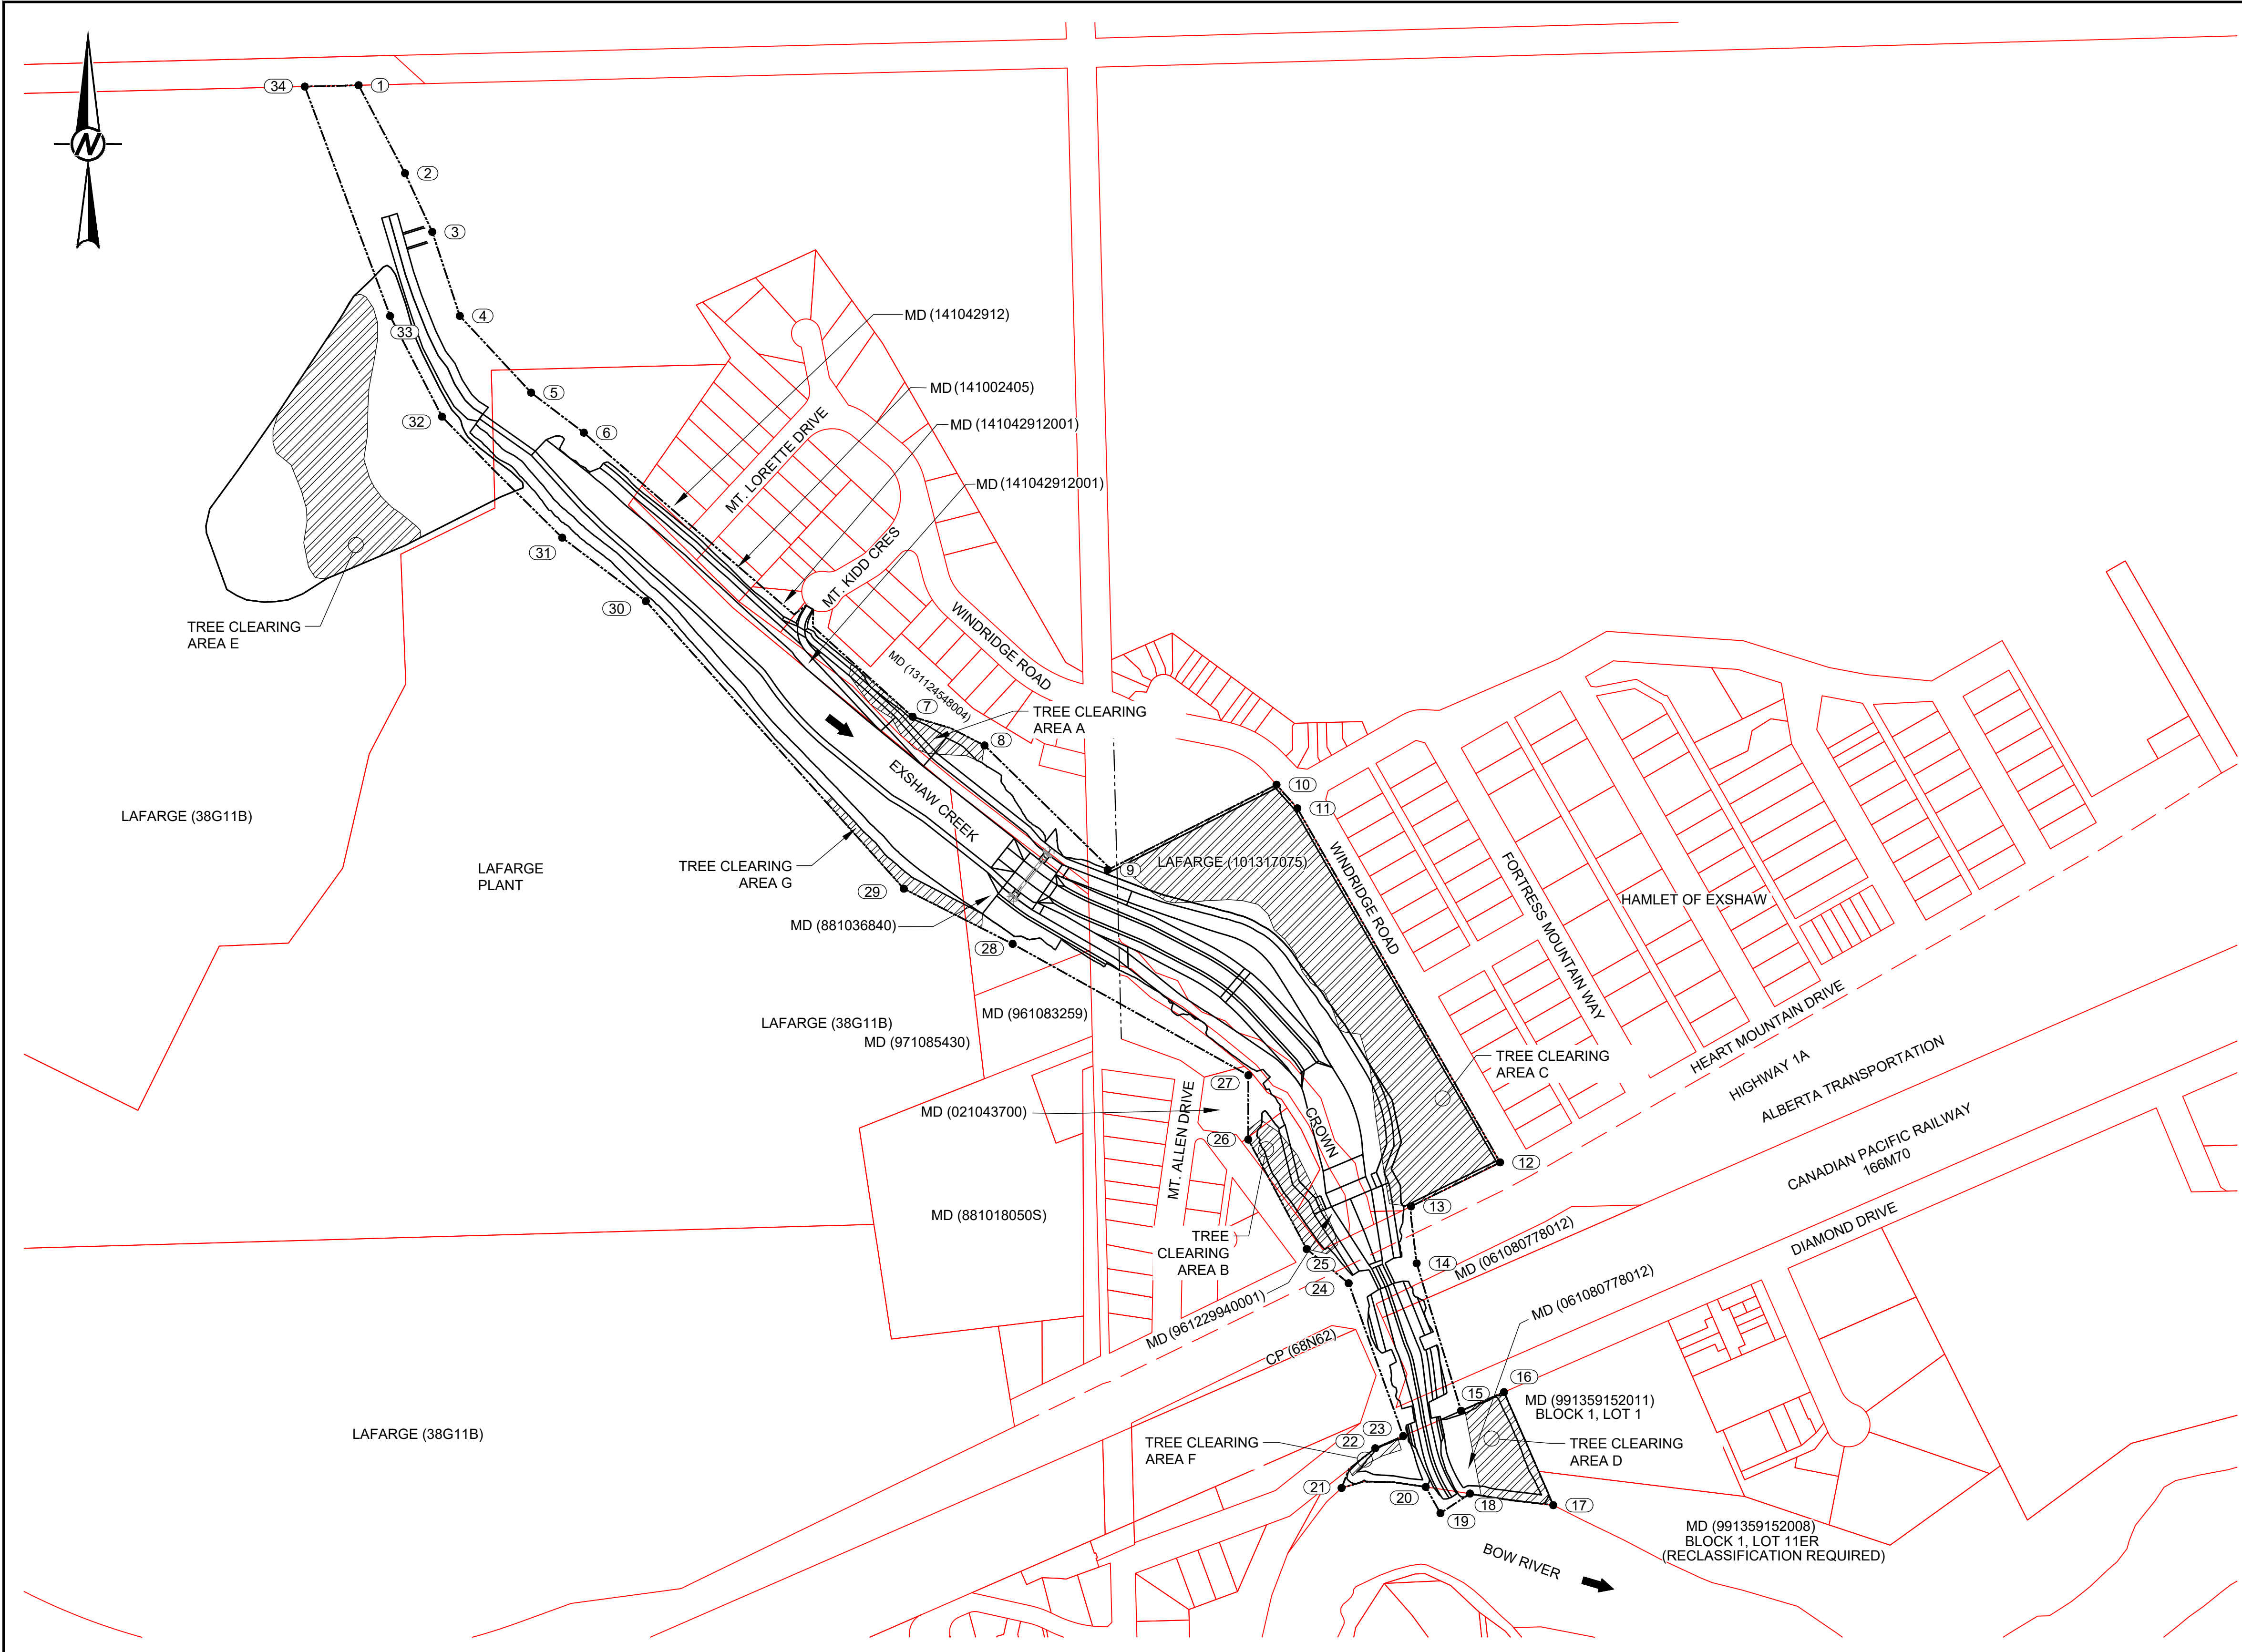 34
1
N
2
3
4
33
MD (141042912)
MD (141002405)
5
MT. LORETTE DRIVE
32
6
MD (141042912001)
MD (141042912001)
31
MT. KIDD CRES
30
WINDRIDGE ROAD
TREE CLEARING
AREA E
MD (131124548004)
7
TREE CLEARING
AREA A
8
EXSHAW CREEK
10
11
LAFARGE (38G11B)
LAFARGE
PLANT
TREE CLEARING
AREA G
9
LAFARGE (101317075)
WINDRIDGE ROAD
FORTRESS MOUNTAIN WAY
HAMLET OF EXSHAW
29
MD (881036840)
28
LAFARGE (38G11B)
MD (961083259)
MD (971085430)
HEART MOUNTAIN DRIVE
HIGHWAY 1A
ALBERTA TRANSPORTATION
TREE CLEARING
AREA C
27
MD (021043700)
MT. ALLEN DRIVE
26
CROWN
CANADIAN PACIFIC RAILWAY
166M70
12
MD (881018050S)
13
TREE
CLEARING
AREA B
25
24
14
MD (061080778012)
DIAMOND DRIVE
MD (961229940001)
MD (061080778012)
CP (68N62)
15
16
MD (991359152011)
BLOCK 1, LOT 1
LAFARGE (38G11B)
23
22
TREE CLEARING
AREA F
TREE CLEARING
AREA D
21
20
18
17
19
MD (991359152008)
BLOCK 1, LOT 11ER
(RECLASSIFICATION REQUIRED)
BOW RIVER